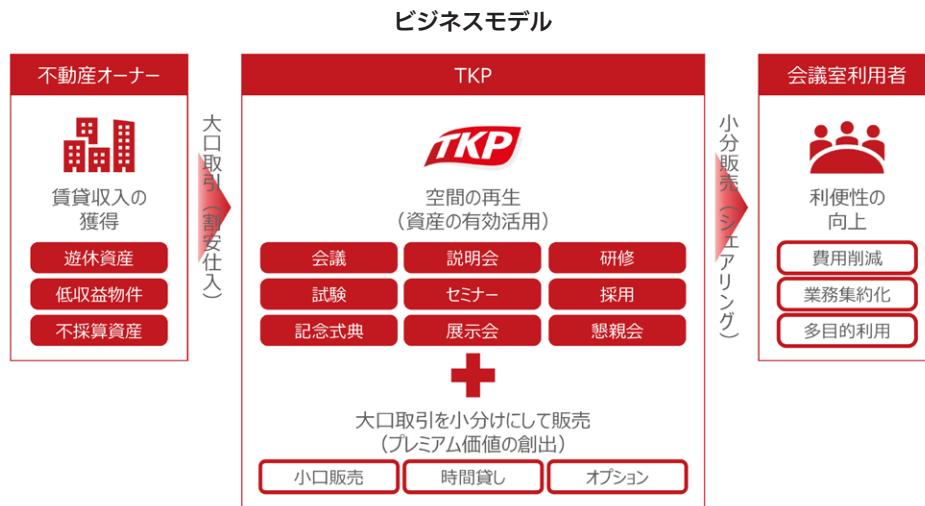 ビジネスモデル
不動産オーナー
賃貸収入の
獲得
遊休資産
低収益物件
不採算資産
大口取引（割安仕入）
TKP
TKP
空間の再生
（資産の有効活用）
会議
説明会
研修
試験
セミナー
採用
記念式典
展示会
懇親会
大口取引を小分けにして販売
（プレミアム価値の創出）
小口販売
時間貸し
オプション
小分販売（シェアリング）
会議室利用者
利便性の
向上
費用削減
業務集約化
多目的利用